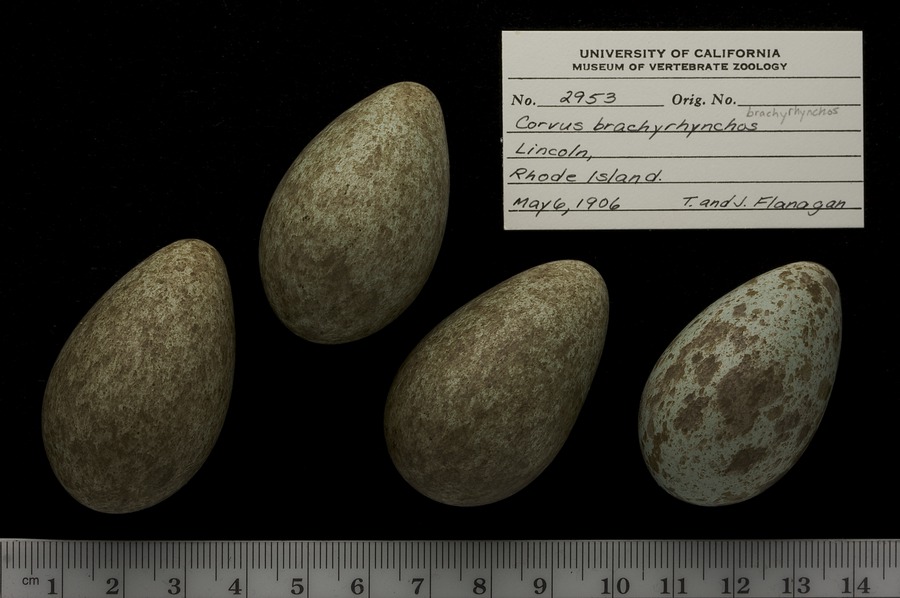 UNIVERSITY OF CALIFORNIA
MUSEUM OF VERTEBRATE ZOOLOGY
No. 2953 Orig. No.
brachyrhynchos
Corvus brachyrhynchos
Lincoln,
Rhode Island.
May 6, 1906 T. and J. Flanagan
cm 1 2 3 4 5 6 7 8 9 10 11 12 13 14